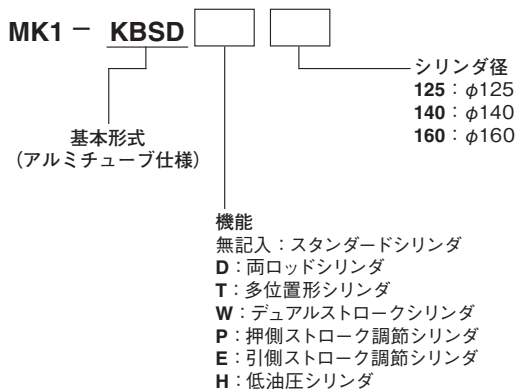 MK1 − KBSD
シリンダ径
125：φ125
140：φ140
160：φ160
基本形式
（アルミチューブ仕様）
機能
無記入：スタンダードシリンダ
D：両ロッドシリンダ
T：多位置形シリンダ
W：デュアルストロークシリンダ
P：押側ストローク調節シリンダ
E：引側ストローク調節シリンダ
H：低油圧シリンダ